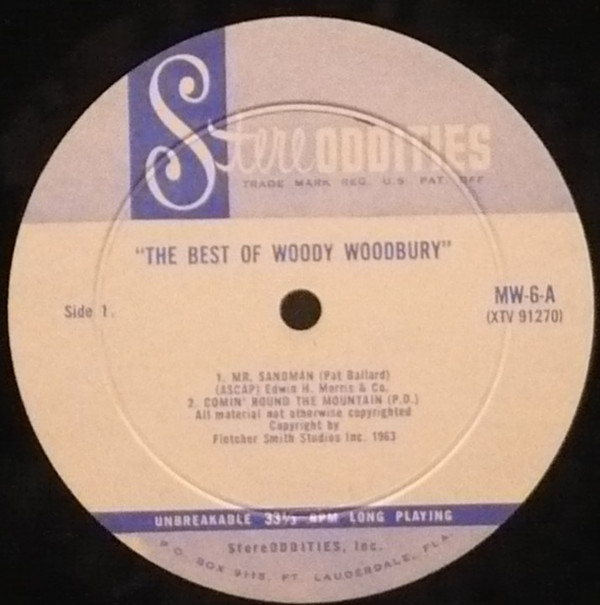 StereODDITIES
TRADE MARK REG. U.S. PAT. OFF
"THE BEST OF WOODY WOODBURY"
Side 1.
MW-6-A
(XTV 91270)
1. MR. SANDMAN (Pat Ballard)
(ASCAP) Edwin H. Morris & Co.
2. COMIN' ROUND THE MOUNTAIN (P.D.)
All material not otherwise copyrighted
Copyright by
Fletcher Smith Studios Inc. 1963
UNBREAKABLE 33⅓ RPM LONG PLAYING
StereODDITIES, Inc.
P.O. BOX 9115, FT. LAUDERDALE, FLA.